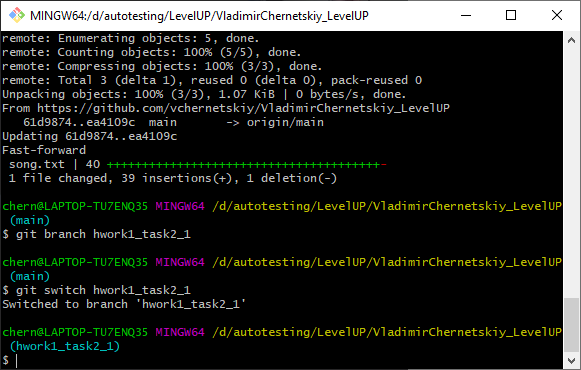 MINGW64:/d/autotesting/LevelUP/VladimirChernetskiy_LevelUP
remote: Enumerating objects: 5, done.
remote: Counting objects: 100% (5/5), done.
remote: Compressing objects: 100% (3/3), done.
remote: Total 3 (delta 1), reused 0 (delta 0), pack-reused 0
Unpacking objects: 100% (3/3), 1.07 KiB | 0 bytes/s, done.
From https://github.com/vchernetskiy/VladimirChernetskiy_LevelUP
   61d9874..ea4109c  main       -> origin/main
Updating 61d9874..ea4109c
Fast-forward
 song.txt | 40 +++++++++++++++++++++++++++++++++++++++-
 1 file changed, 39 insertions(+), 1 deletion(-)
chern@LAPTOP-TU7ENQ35 MINGW64 /d/autotesting/LevelUP/VladimirChernetskiy_LevelUP
 (main)
$ git branch hwork1_task2_1
chern@LAPTOP-TU7ENQ35 MINGW64 /d/autotesting/LevelUP/VladimirChernetskiy_LevelUP
 (main)
$ git switch hwork1_task2_1
Switched to branch 'hwork1_task2_1'
chern@LAPTOP-TU7ENQ35 MINGW64 /d/autotesting/LevelUP/VladimirChernetskiy_LevelUP
 (hwork1_task2_1)
$